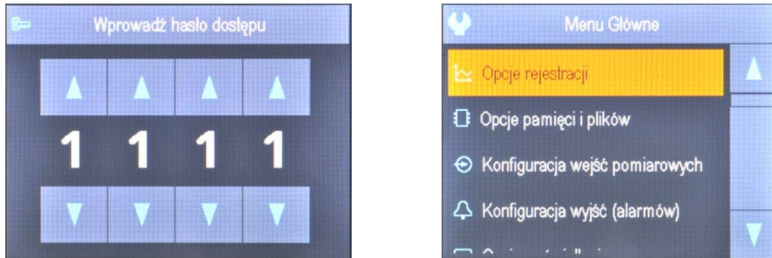 Wprowadź hasło dostępu
1 1 1 1
Menu Główne
Opcje rejestracji
Opcje pamięci i plików
Konfiguracja wejść pomiarowych
Konfiguracja wyjść (alarmów)